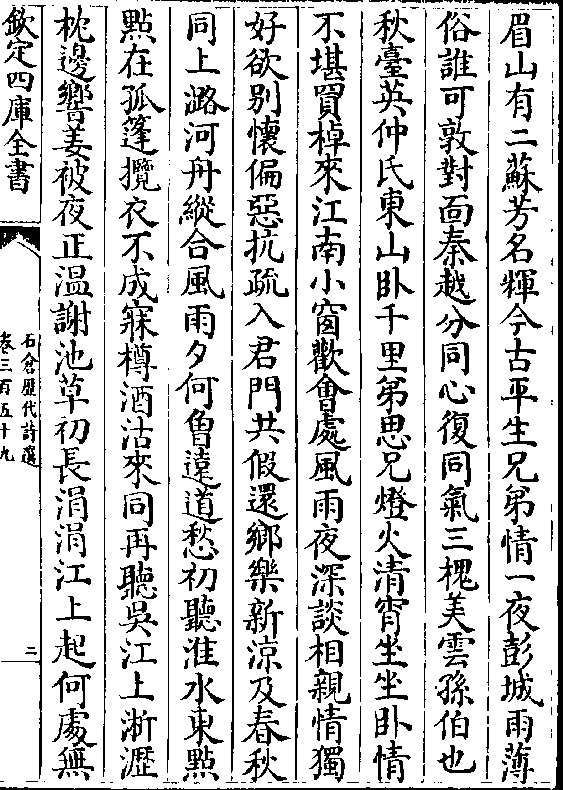 眉山有二蘇芳名輝今古平生兄弟情一夜彭城雨薄
俗誰可敦對面秦越分同心復同氣三槐美雲孫伯也
秋臺英仲氏東山卧千里弟思兄燈火清宵坐坐卧情
不堪買棹來江南小窗歡會處風雨夜深談相親情獨
好欲别懷偏惡抗疏入君門共假還鄉樂新涼及春秋
同上潞河舟縱合風雨夕何曾遠道愁初聽淮水東點
點在孤篷攬衣不成寐樽酒沽來同再聽吳江上淅瀝
枕邊響姜被夜正溫謝池草初長涓涓江上起何處無
欽定四庫全書
石倉歴代詩選
卷三百五十九
二